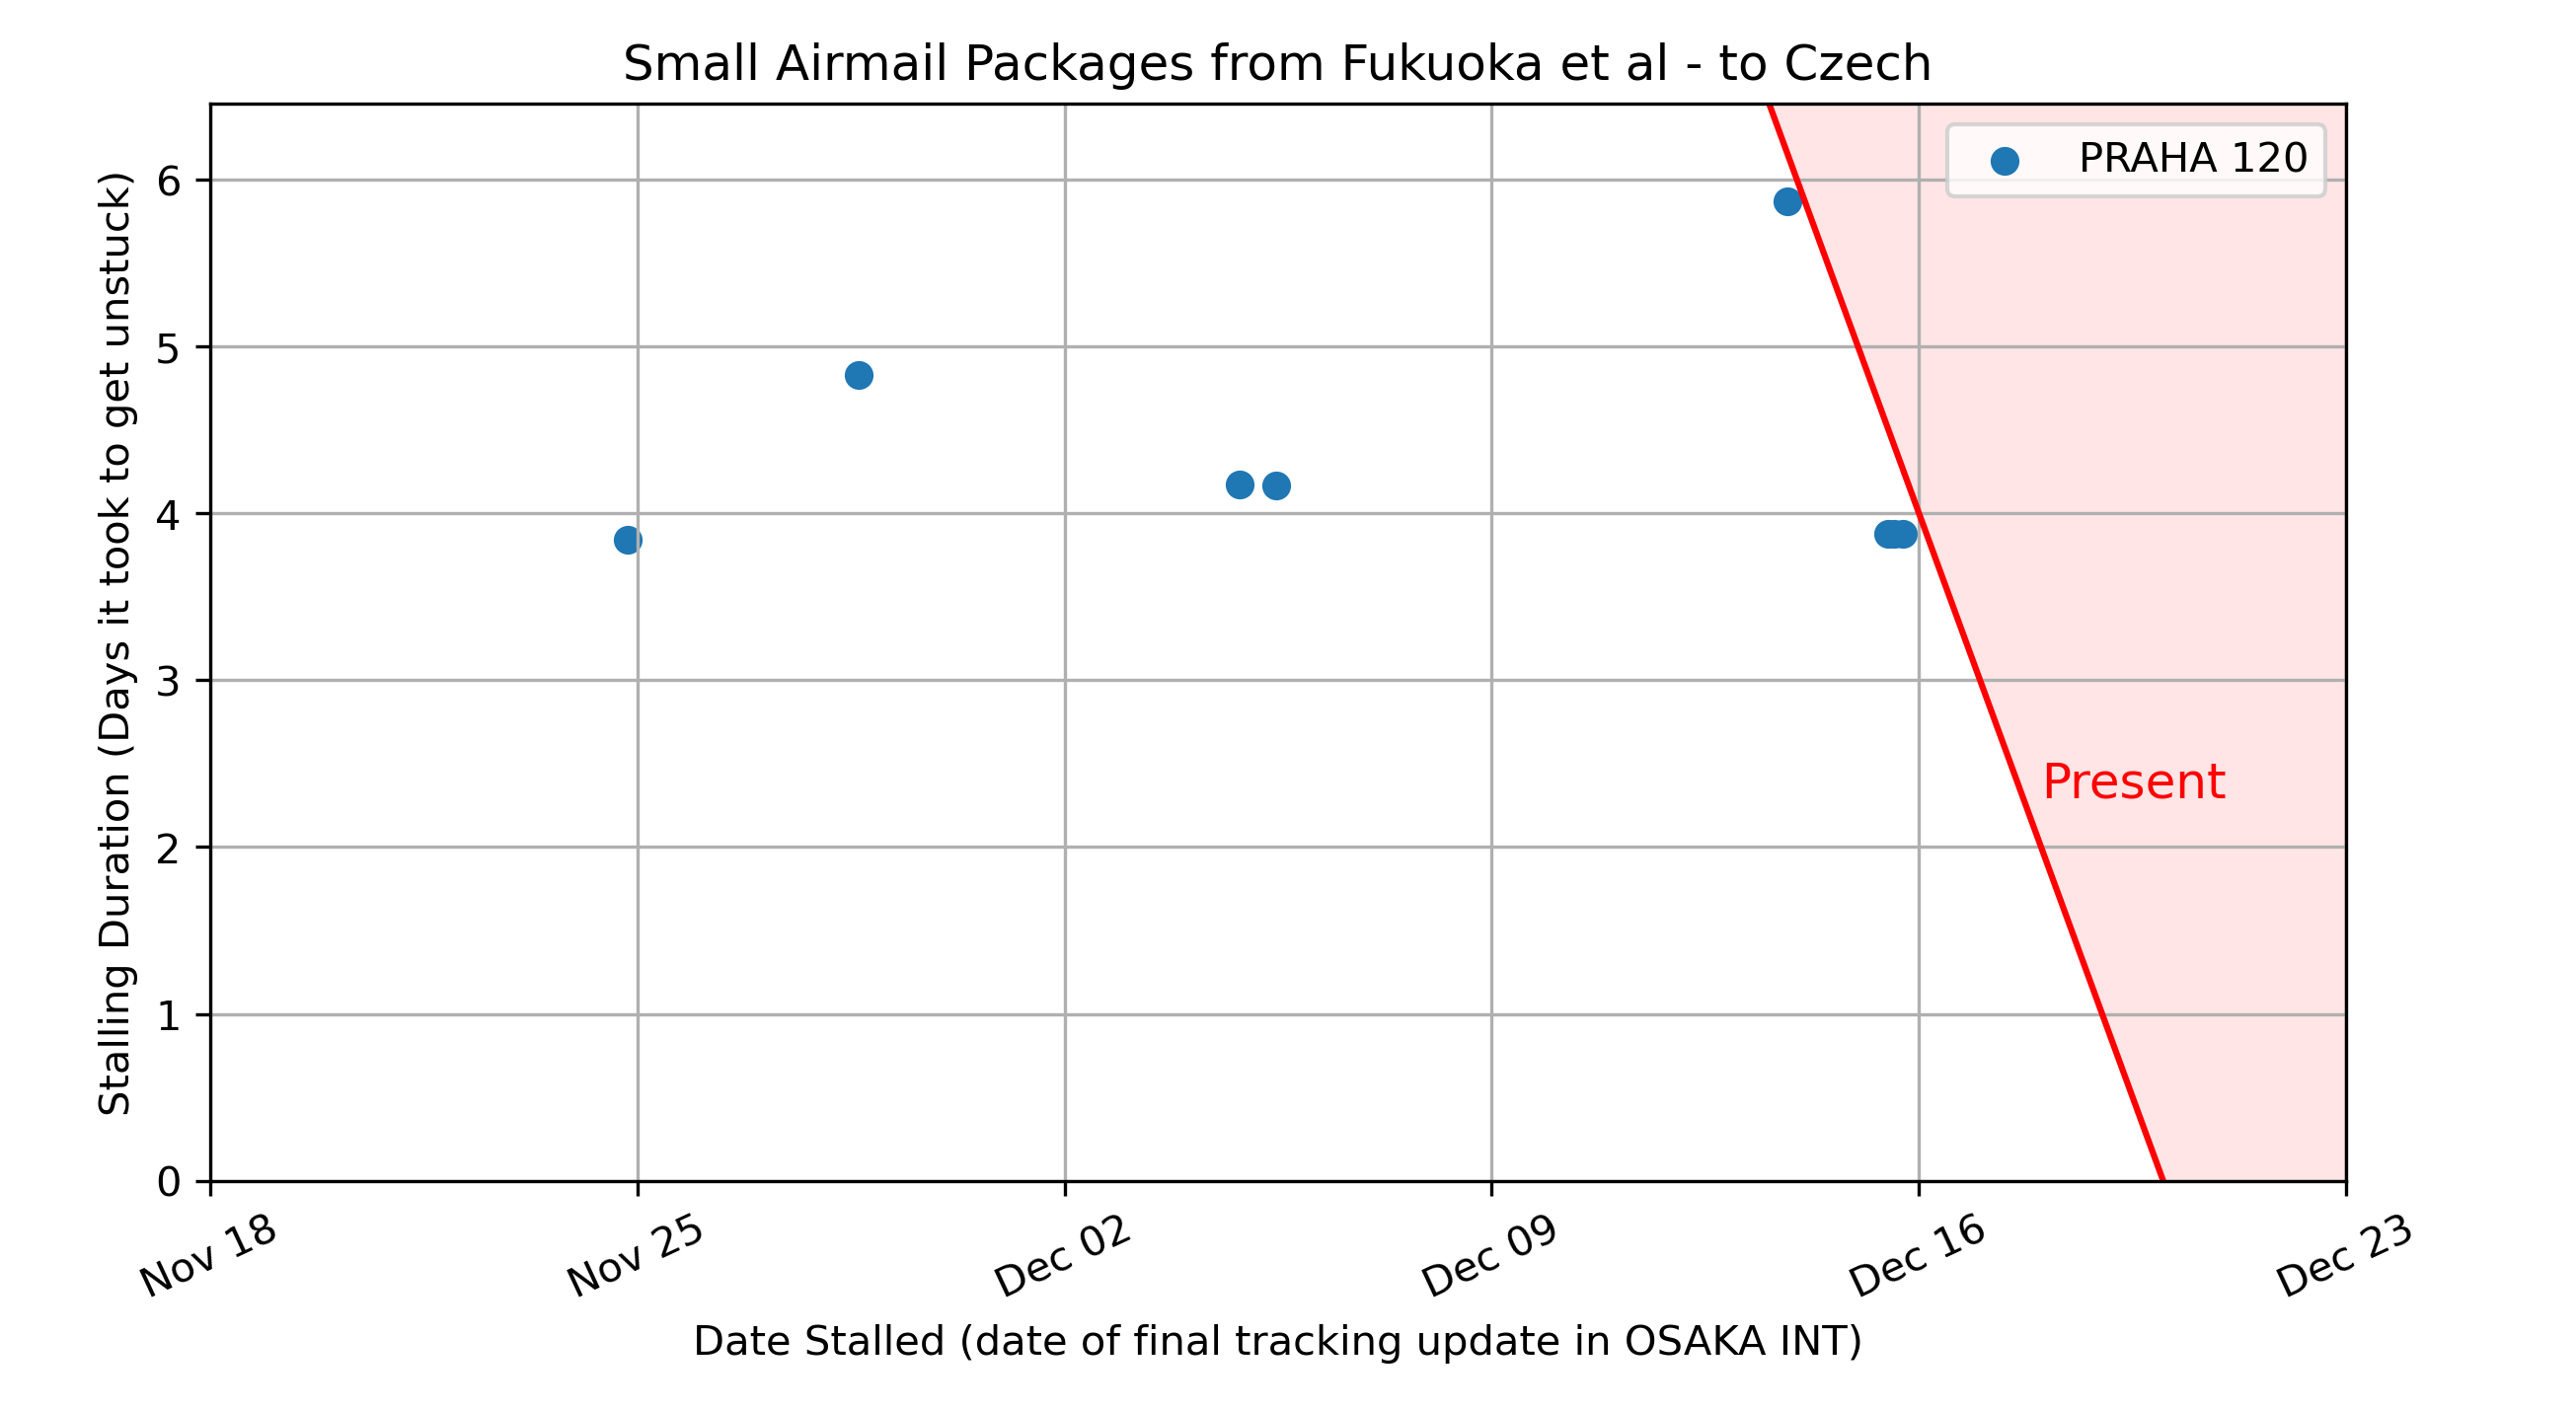 Small Airmail Packages from Fukuoka et al - to Czech
PRAHA 120
Stalling Duration (Days it took to get unstuck)
6
5
4
3
2
1
0
Present
Nov 18
Nov 25
Dec 02
Dec 09
Dec 16
Dec 23
Date Stalled (date of final tracking update in OSAKA INT)